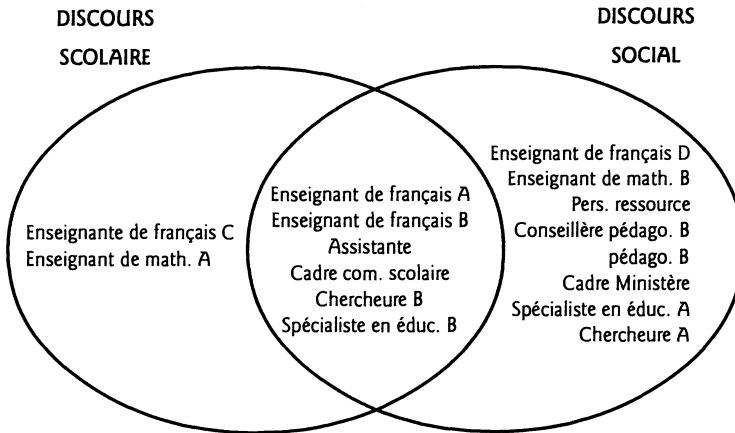 DISCOURS
SCOLAIRE
DISCOURS
SOCIAL
Enseignante de français C
Enseignant de math. A
Enseignant de français A
Enseignant de français B
Assistante
Cadre com. scolaire
Chercheure B
Spécialiste en éduc. B
Enseignant de français D
Enseignant de math. B
Pers. ressource
Conseillère pédago. B
pédago. B
Cadre Ministère
Spécialiste en éduc. A
Chercheure A